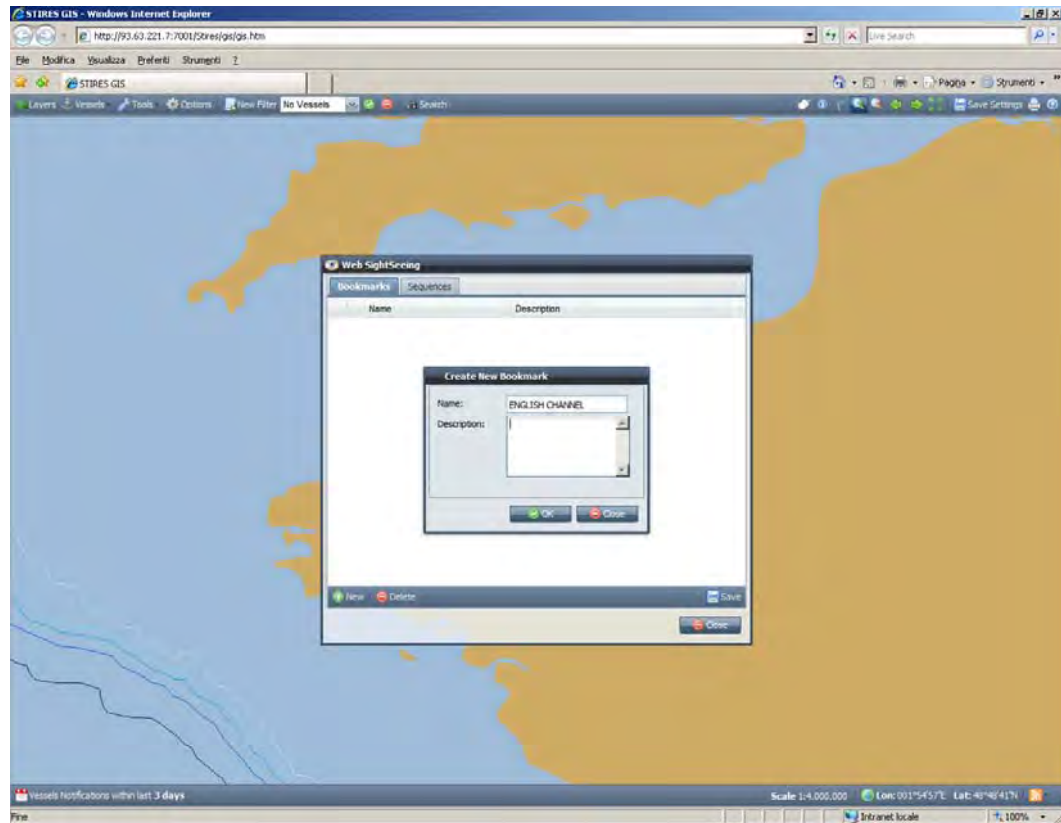 STIRES GIS - Windows Internet Explorer
http://93.63.221.7:7001/Stires/gis/gis.htm
Live Search
File Modifica Visualizza Preferiti Strumenti ?
STIRES GIS
Pagina Strumenti
Layers Vessels Tools Options New Filter No Vessels Search Save Settings
Web SightSeeing
Bookmarks Sequences
Name Description
Create New Bookmark
Name: ENGLISH CHANNEL
Description:
OK Close
New Delete Save
Close
Vessels Notifications within last 3 days Scale 1:4.000.000 Lon: 001°54'57"E Lat: 48°48'41"N
Fine Intranet locale 100%